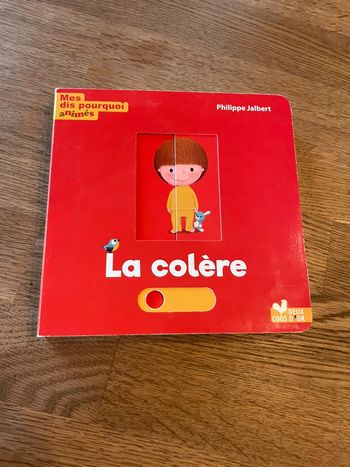 Mes
dis pourquoi
animés
Philippe Jalbert
La colère
DEUX
COQS D'OR